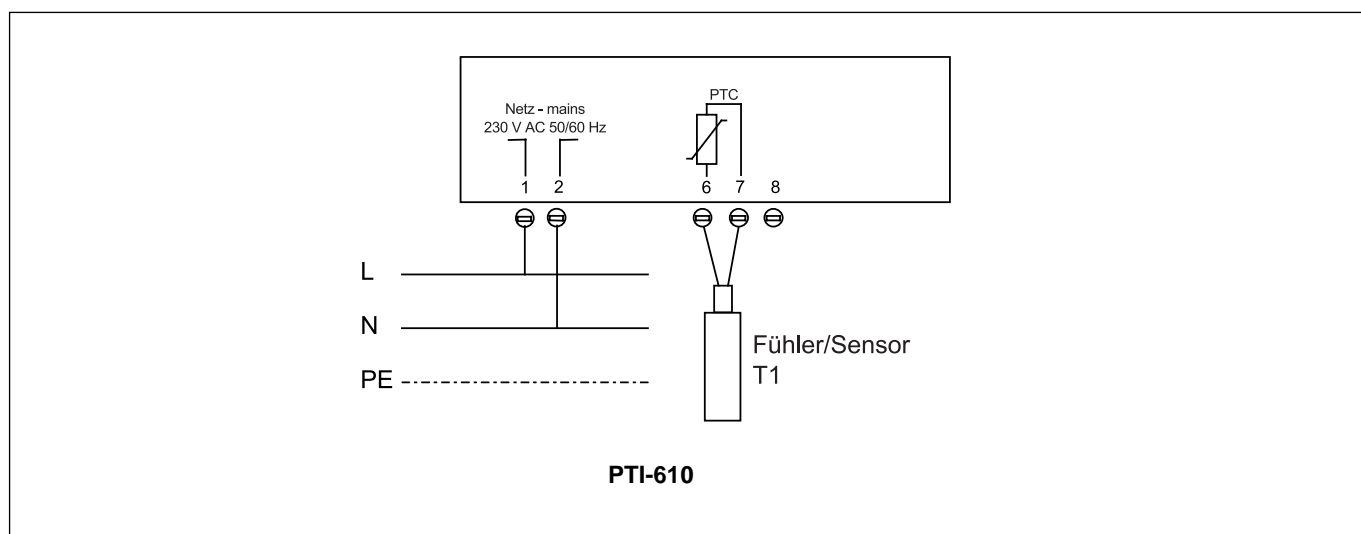 PTC
Netz - mains
230 V AC 50/60 Hz
1 2 6 7 8
L
N
Fühler/Sensor
T1
PE
PTI-610